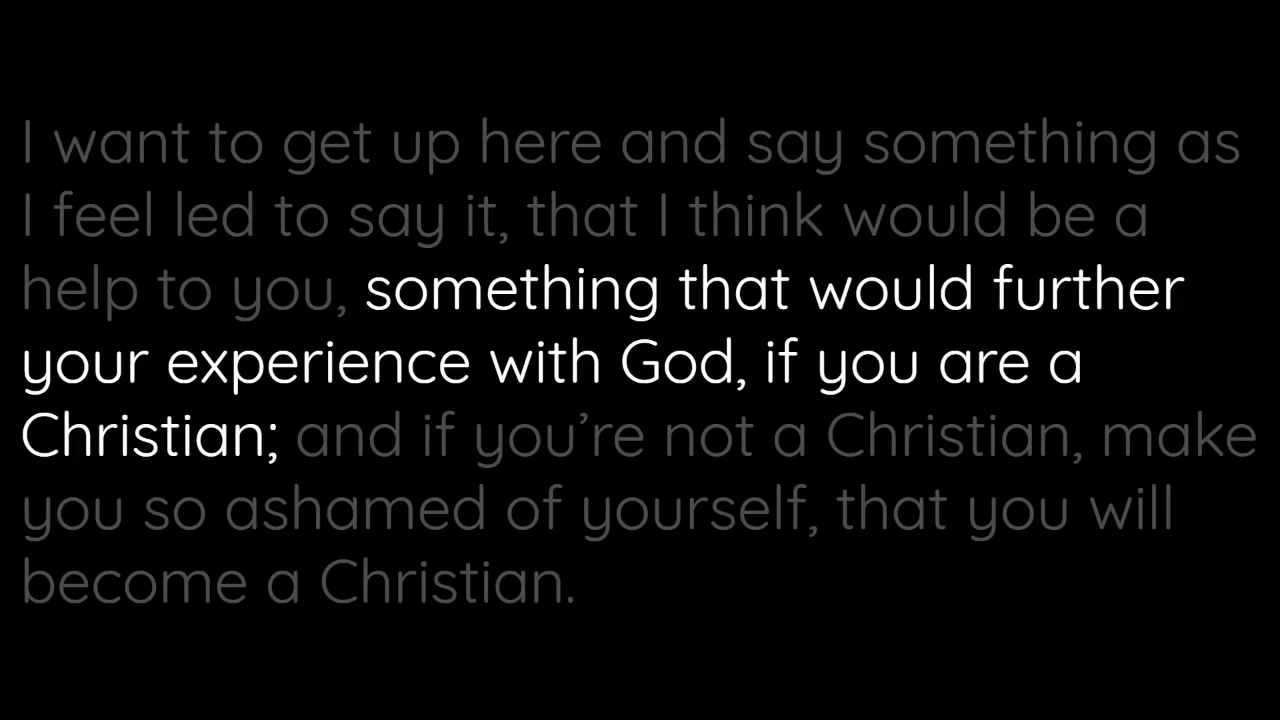 I want to get up here and say something as
I feel led to say it, that I think would be a
help to you, something that would further
your experience with God, if you are a
Christian; and if you’re not a Christian, make
you so ashamed of yourself, that you will
become a Christian.